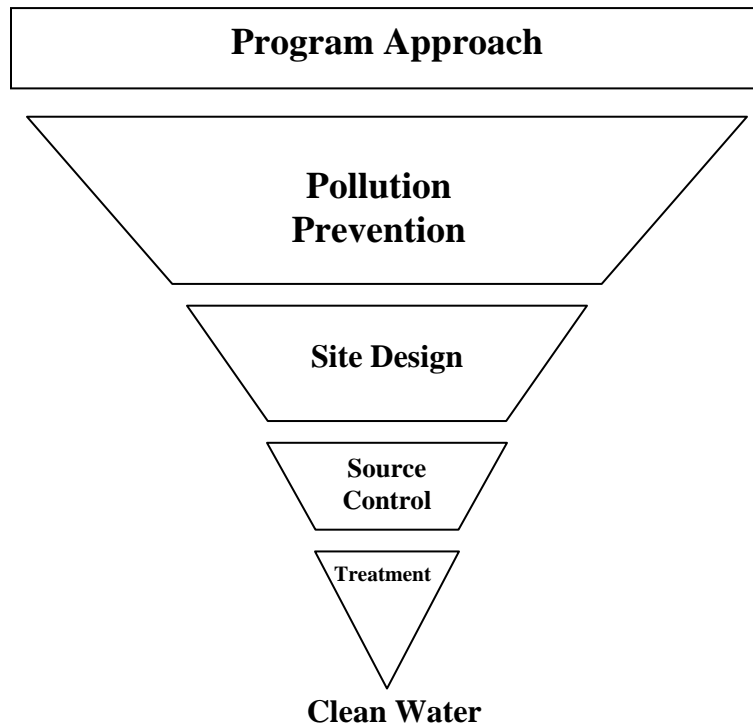 Program Approach
Pollution
Prevention
Site Design
Source
Control
Treatment
Clean Water